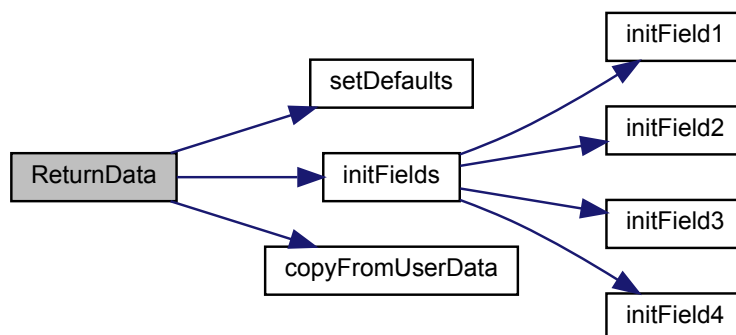 ReturnData
setDefaults
initFields
copyFromUserData
initField1
initField2
initField3
initField4